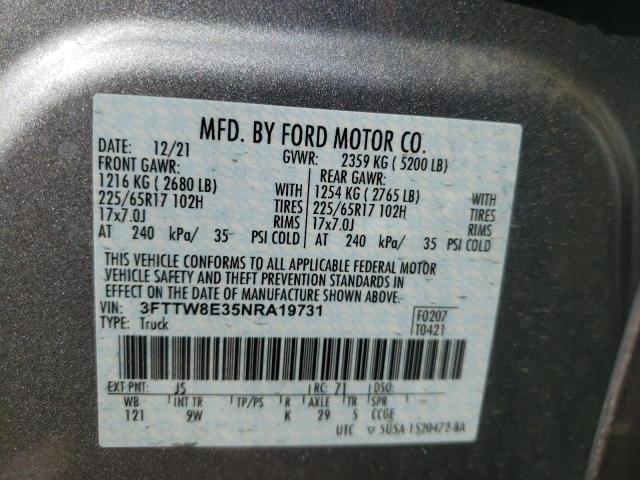 MFD. BY FORD MOTOR CO.
DATE: 12/21 GVWR: 2359 KG ( 5200 LB)
FRONT GAWR: REAR GAWR:
1216 KG ( 2680 LB) WITH 1254 KG ( 2765 LB) WITH
225/65R17 102H TIRES 225/65R17 102H TIRES
17x7.0J RIMS 17x7.0J RIMS
AT 240 kPa/ 35 PSI COLD AT 240 kPa/ 35 PSI COLD
THIS VEHICLE CONFORMS TO ALL APPLICABLE FEDERAL MOTOR
VEHICLE SAFETY AND THEFT PREVENTION STANDARDS IN
EFFECT ON THE DATE OF MANUFACTURE SHOWN ABOVE.
VIN: 3FTTW8E35NRA19731 F0207
TYPE: Truck T0421
EXT PNT: J5 RC: 71 DSO:
WB INT TR TP/PS R AXLE TR SPR
121 9W K 29 5 CCGE
UTC ▽ 5U5A-1520472-BA